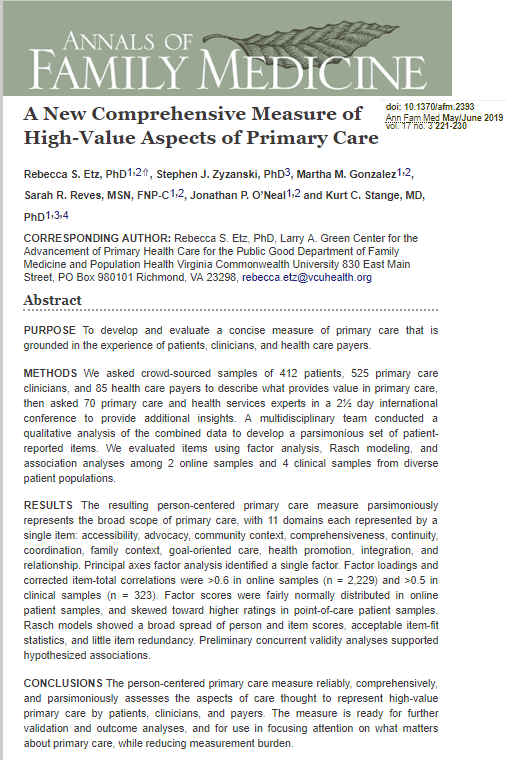 ANNALS OF
FAMILY MEDICINE
A New Comprehensive Measure of
High-Value Aspects of Primary Care
doi: 10.1370/afm.2393
Ann Fam Med May/June 2019
vol. 17 no. 3 221-230
Rebecca S. Etz, PhD1,2⇑, Stephen J. Zyzanski, PhD3, Martha M. Gonzalez1,2,
Sarah R. Reves, MSN, FNP-C1,2, Jonathan P. O'Neal1,2 and Kurt C. Stange, MD,
PhD1,3,4
CORRESPONDING AUTHOR: Rebecca S. Etz, PhD, Larry A. Green Center for the
Advancement of Primary Health Care for the Public Good Department of Family
Medicine and Population Health Virginia Commonwealth University 830 East Main
Street, PO Box 980101 Richmond, VA 23298, rebecca.etz@vcuhealth.org
Abstract
PURPOSE To develop and evaluate a concise measure of primary care that is
grounded in the experience of patients, clinicians, and health care payers.
METHODS We asked crowd-sourced samples of 412 patients, 525 primary care
clinicians, and 85 health care payers to describe what provides value in primary care,
then asked 70 primary care and health services experts in a 2½ day international
conference to provide additional insights. A multidisciplinary team conducted a
qualitative analysis of the combined data to develop a parsimonious set of patient-
reported items. We evaluated items using factor analysis, Rasch modeling, and
association analyses among 2 online samples and 4 clinical samples from diverse
patient populations.
RESULTS The resulting person-centered primary care measure parsimoniously
represents the broad scope of primary care, with 11 domains each represented by a
single item: accessibility, advocacy, community context, comprehensiveness, continuity,
coordination, family context, goal-oriented care, health promotion, integration, and
relationship. Principal axes factor analysis identified a single factor. Factor loadings and
corrected item-total correlations were >0.6 in online samples (n = 2,229) and >0.5 in
clinical samples (n = 323). Factor scores were fairly normally distributed in online
patient samples, and skewed toward higher ratings in point-of-care patient samples.
Rasch models showed a broad spread of person and item scores, acceptable item-fit
statistics, and little item redundancy. Preliminary concurrent validity analyses supported
hypothesized associations.
CONCLUSIONS The person-centered primary care measure reliably, comprehensively,
and parsimoniously assesses the aspects of care thought to represent high-value
primary care by patients, clinicians, and payers. The measure is ready for further
validation and outcome analyses, and for use in focusing attention on what matters
about primary care, while reducing measurement burden.